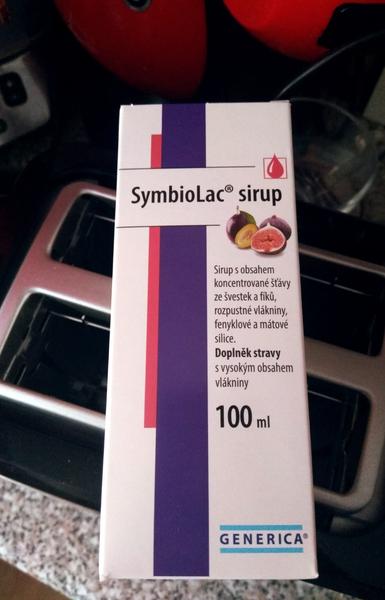 SymbioLac® sirup
Sirup s obsahem
koncentrované šťávy
ze švestek a fíků,
rozpustné vlákniny,
fenyklové a mátové
silice.
Doplněk stravy
s vysokým obsahem
vlákniny
100 ml
GENERICA®